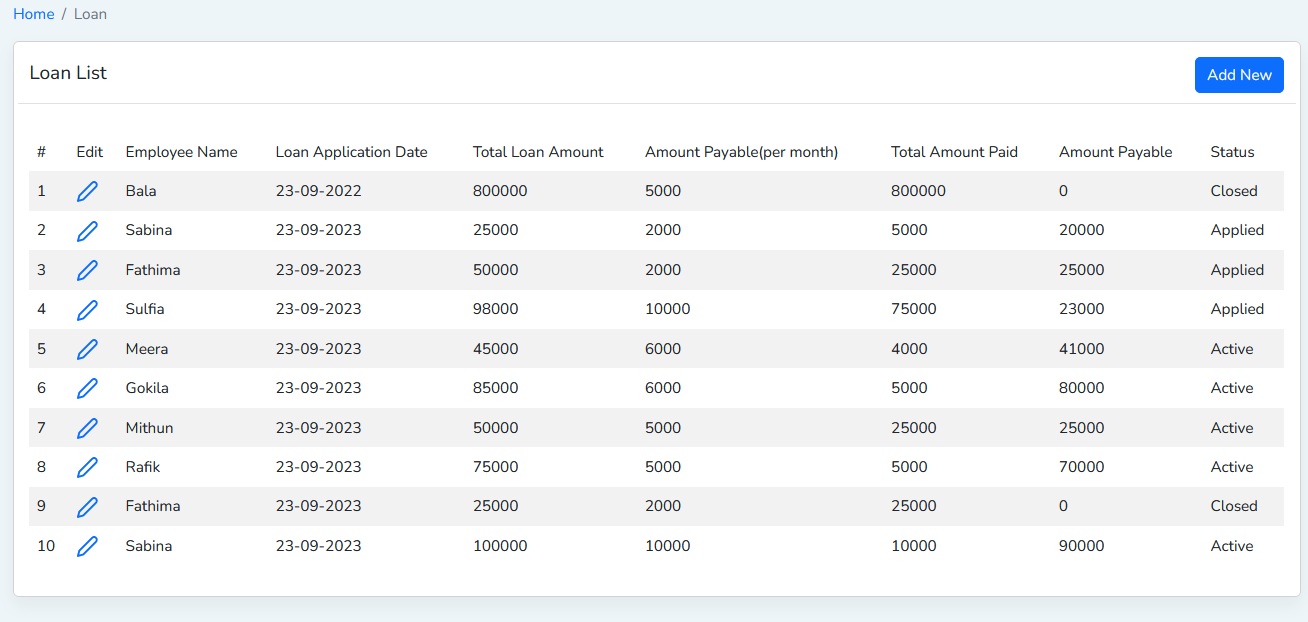 Home / Loan
Loan List
Add New
# Edit Employee Name Loan Application Date Total Loan Amount Amount Payable(per month) Total Amount Paid Amount Payable Status
1 Bala 23-09-2022 800000 5000 800000 0 Closed
2 Sabina 23-09-2023 25000 2000 5000 20000 Applied
3 Fathima 23-09-2023 50000 2000 25000 25000 Applied
4 Sulfia 23-09-2023 98000 10000 75000 23000 Applied
5 Meera 23-09-2023 45000 6000 4000 41000 Active
6 Gokila 23-09-2023 85000 6000 5000 80000 Active
7 Mithun 23-09-2023 50000 5000 25000 25000 Active
8 Rafik 23-09-2023 75000 5000 5000 70000 Active
9 Fathima 23-09-2023 25000 2000 25000 0 Closed
10 Sabina 23-09-2023 100000 10000 10000 90000 Active